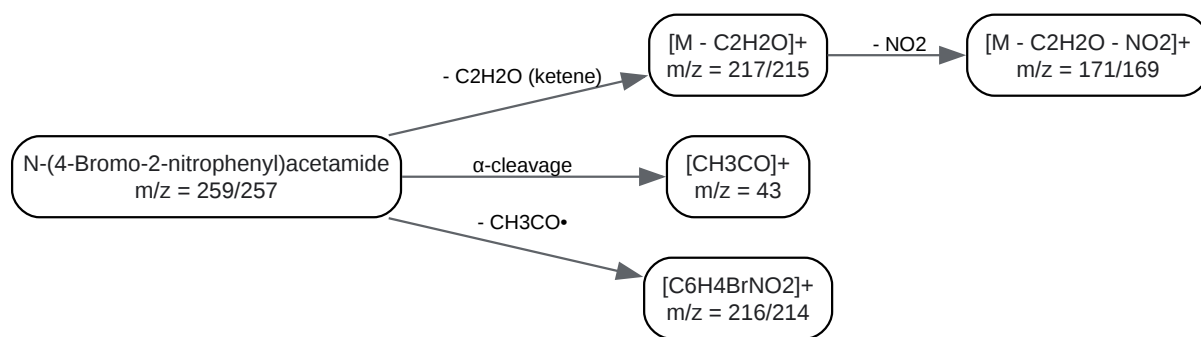 [M - C2H2O]+
m/z = 217/215
- NO2
[M - C2H2O - NO2]+
m/z = 171/169
- C2H2O (ketene)
N-(4-Bromo-2-nitrophenyl)acetamide
m/z = 259/257
α-cleavage
[CH3CO]+
m/z = 43
- CH3CO•
[C6H4BrNO2]+
m/z = 216/214